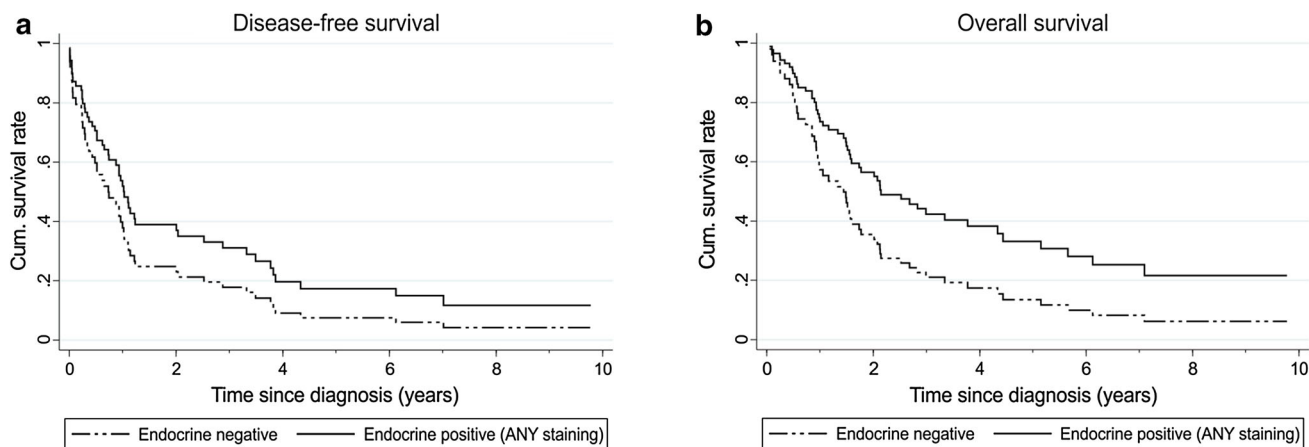 a
Disease-free survival
Cum. survival rate
1
.8
.6
.4
.2
0
0 2 4 6 8 10
Time since diagnosis (years)
Endocrine negative Endocrine positive (ANY staining)
b
Overall survival
Cum. survival rate
1
.8
.6
.4
.2
0
0 2 4 6 8 10
Time since diagnosis (years)
Endocrine negative Endocrine positive (ANY staining)